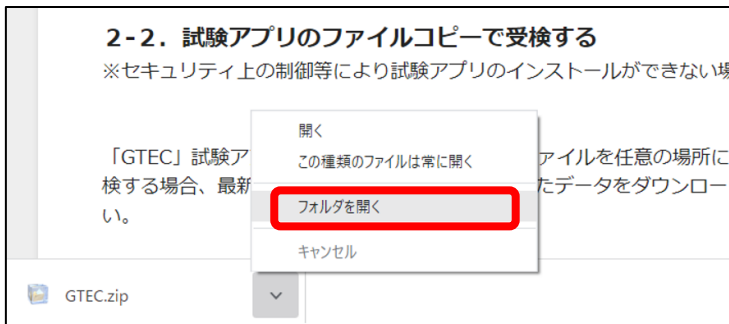 2-2．試験アプリのファイルコピーで受検する
※セキュリティ上の制御等により試験アプリのインストールができない場
開く
「GTEC」試験ア
この種類のファイルは常に開く
ァイルを任意の場所に
検する場合、最新
たデータをダウンロー
フォルダを開く
い。
キャンセル
GTEC.zip